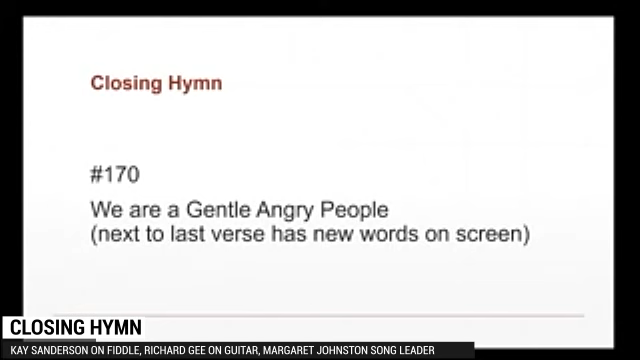 Closing Hymn
#170
We are a Gentle Angry People
(next to last verse has new words on screen)
CLOSING HYMN
KAY SANDERSON ON FIDDLE, RICHARD GEE ON GUITAR, MARGARET JOHNSTON SONG LEADER